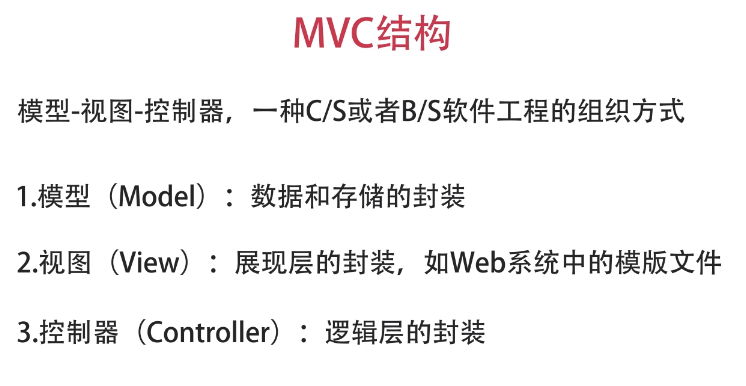 MVC结构
模型-视图-控制器，一种C/S或者B/S软件工程的组织方式
1.模型（Model）：数据和存储的封装
2.视图（View）：展现层的封装，如Web系统中的模版文件
3.控制器（Controller）：逻辑层的封装